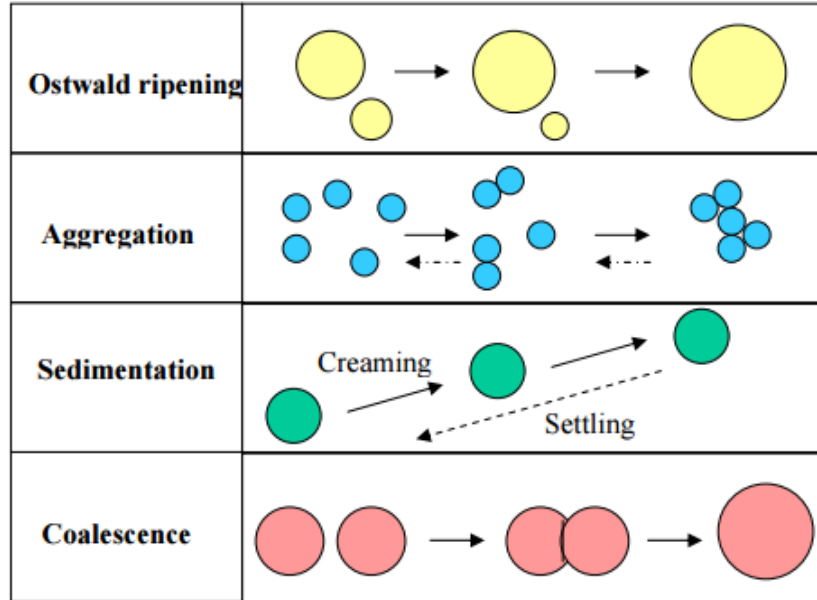 Ostwald ripening
Aggregation
Sedimentation
Creaming
Settling
Coalescence